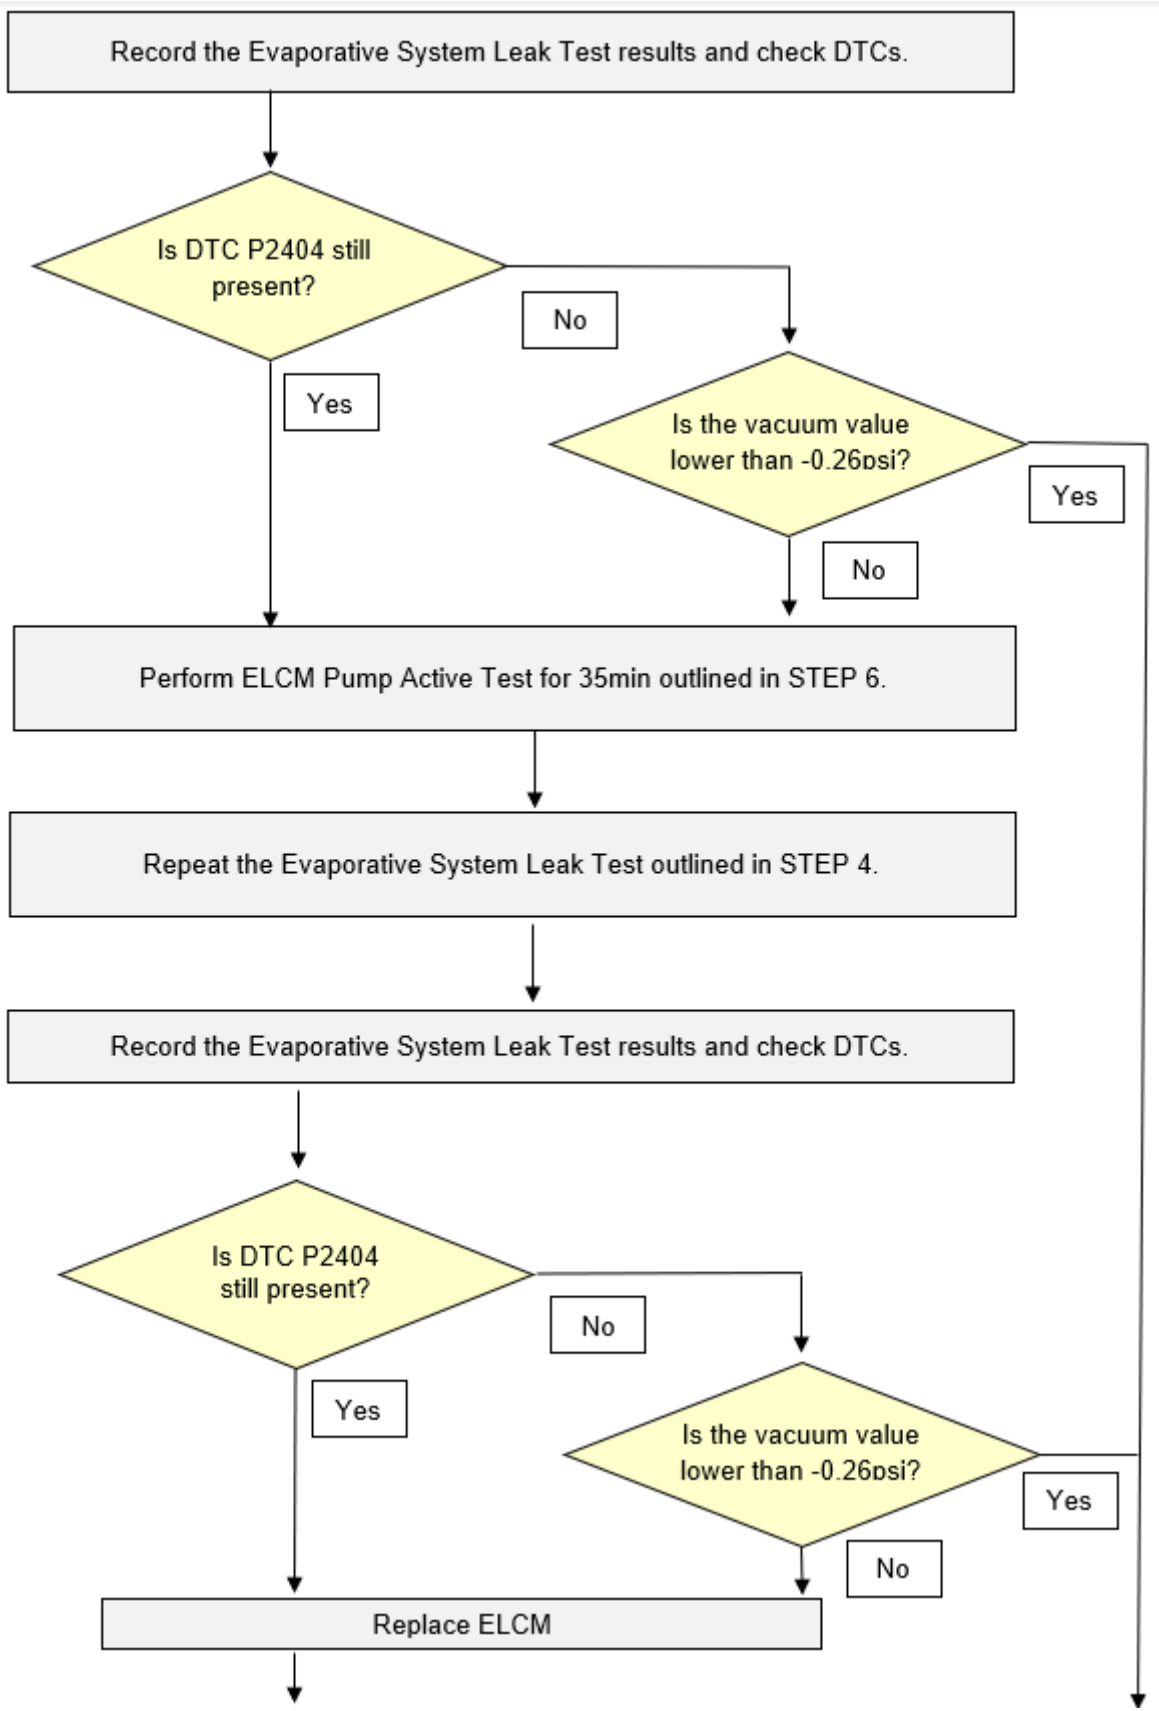 Record the Evaporative System Leak Test results and check DTCs.
Is DTC P2404 still
present?
No
Yes
Is the vacuum value
lower than -0.26psi?
Yes
No
Perform ELCM Pump Active Test for 35min outlined in STEP 6.
Repeat the Evaporative System Leak Test outlined in STEP 4.
Record the Evaporative System Leak Test results and check DTCs.
Is DTC P2404
still present?
No
Yes
Is the vacuum value
lower than -0.26psi?
Yes
No
Replace ELCM